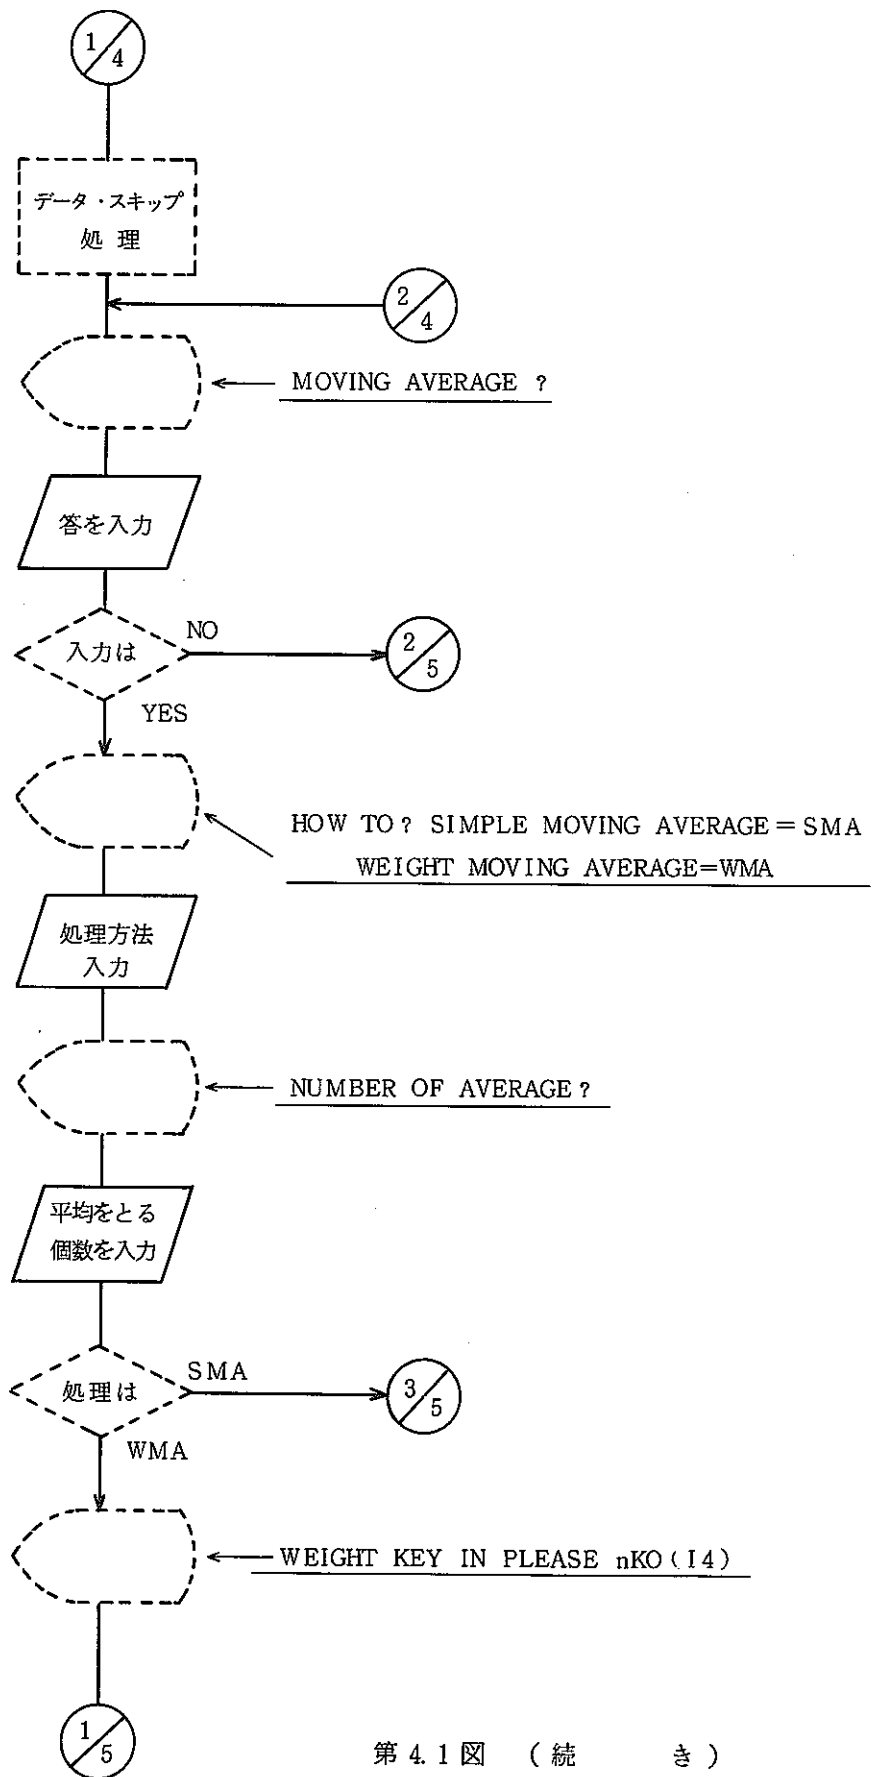 1/4
データ・スキップ
処理
2/4
MOVING AVERAGE ?
答を入力
入力は
NO
2/5
YES
HOW TO? SIMPLE MOVING AVERAGE=SMA
WEIGHT MOVING AVERAGE=WMA
処理方法
入力
NUMBER OF AVERAGE?
平均をとる
個数を入力
処理は
SMA
3/5
WMA
WEIGHT KEY IN PLEASE nKO(I4)
1/5
第4.1図 (続 き)